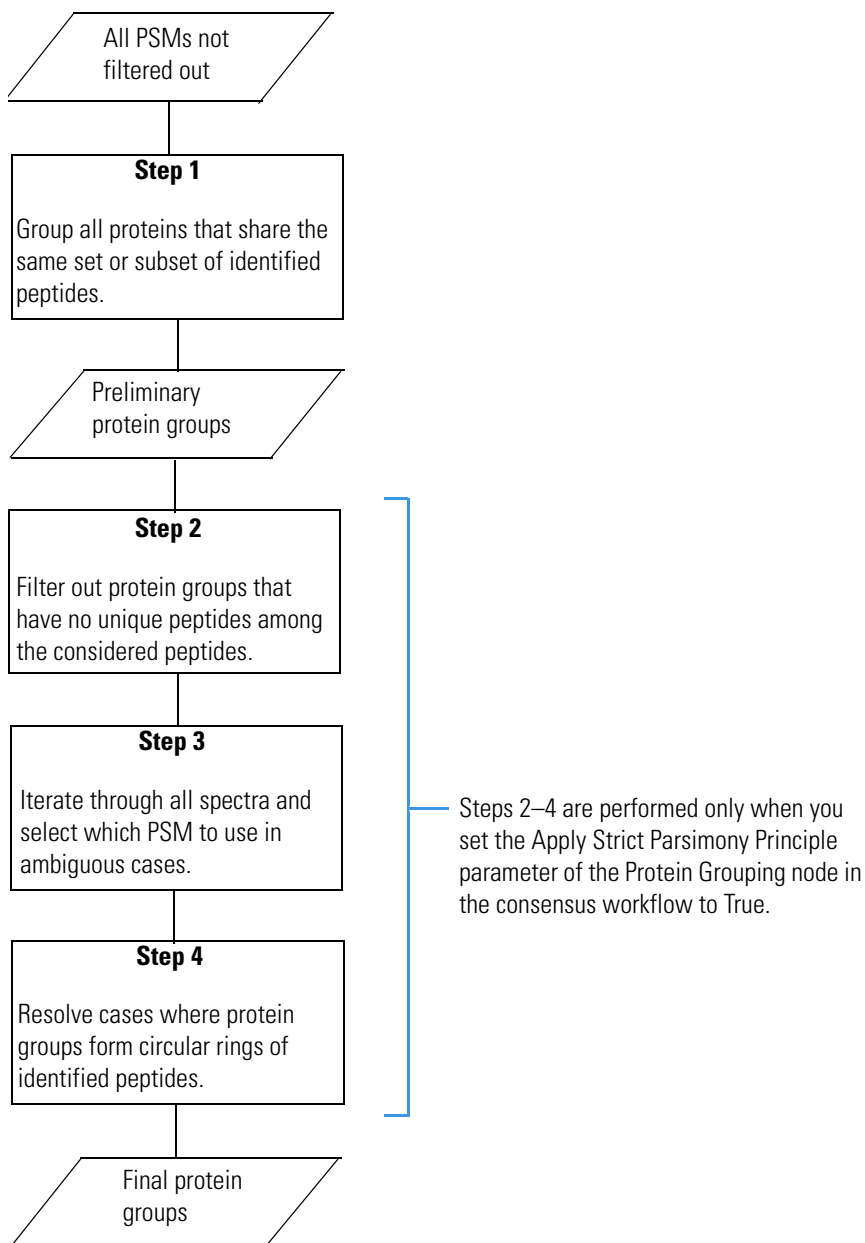 All PSMs not
filtered out
Step 1
Group all proteins that share the
same set or subset of identified
peptides.
Preliminary
protein groups
Step 2
Filter out protein groups that
have no unique peptides among
the considered peptides.
Step 3
Iterate through all spectra and
select which PSM to use in
ambiguous cases.
Steps 2–4 are performed only when you
set the Apply Strict Parsimony Principle
parameter of the Protein Grouping node in
the consensus workflow to True.
Step 4
Resolve cases where protein
groups form circular rings of
identified peptides.
Final protein
groups